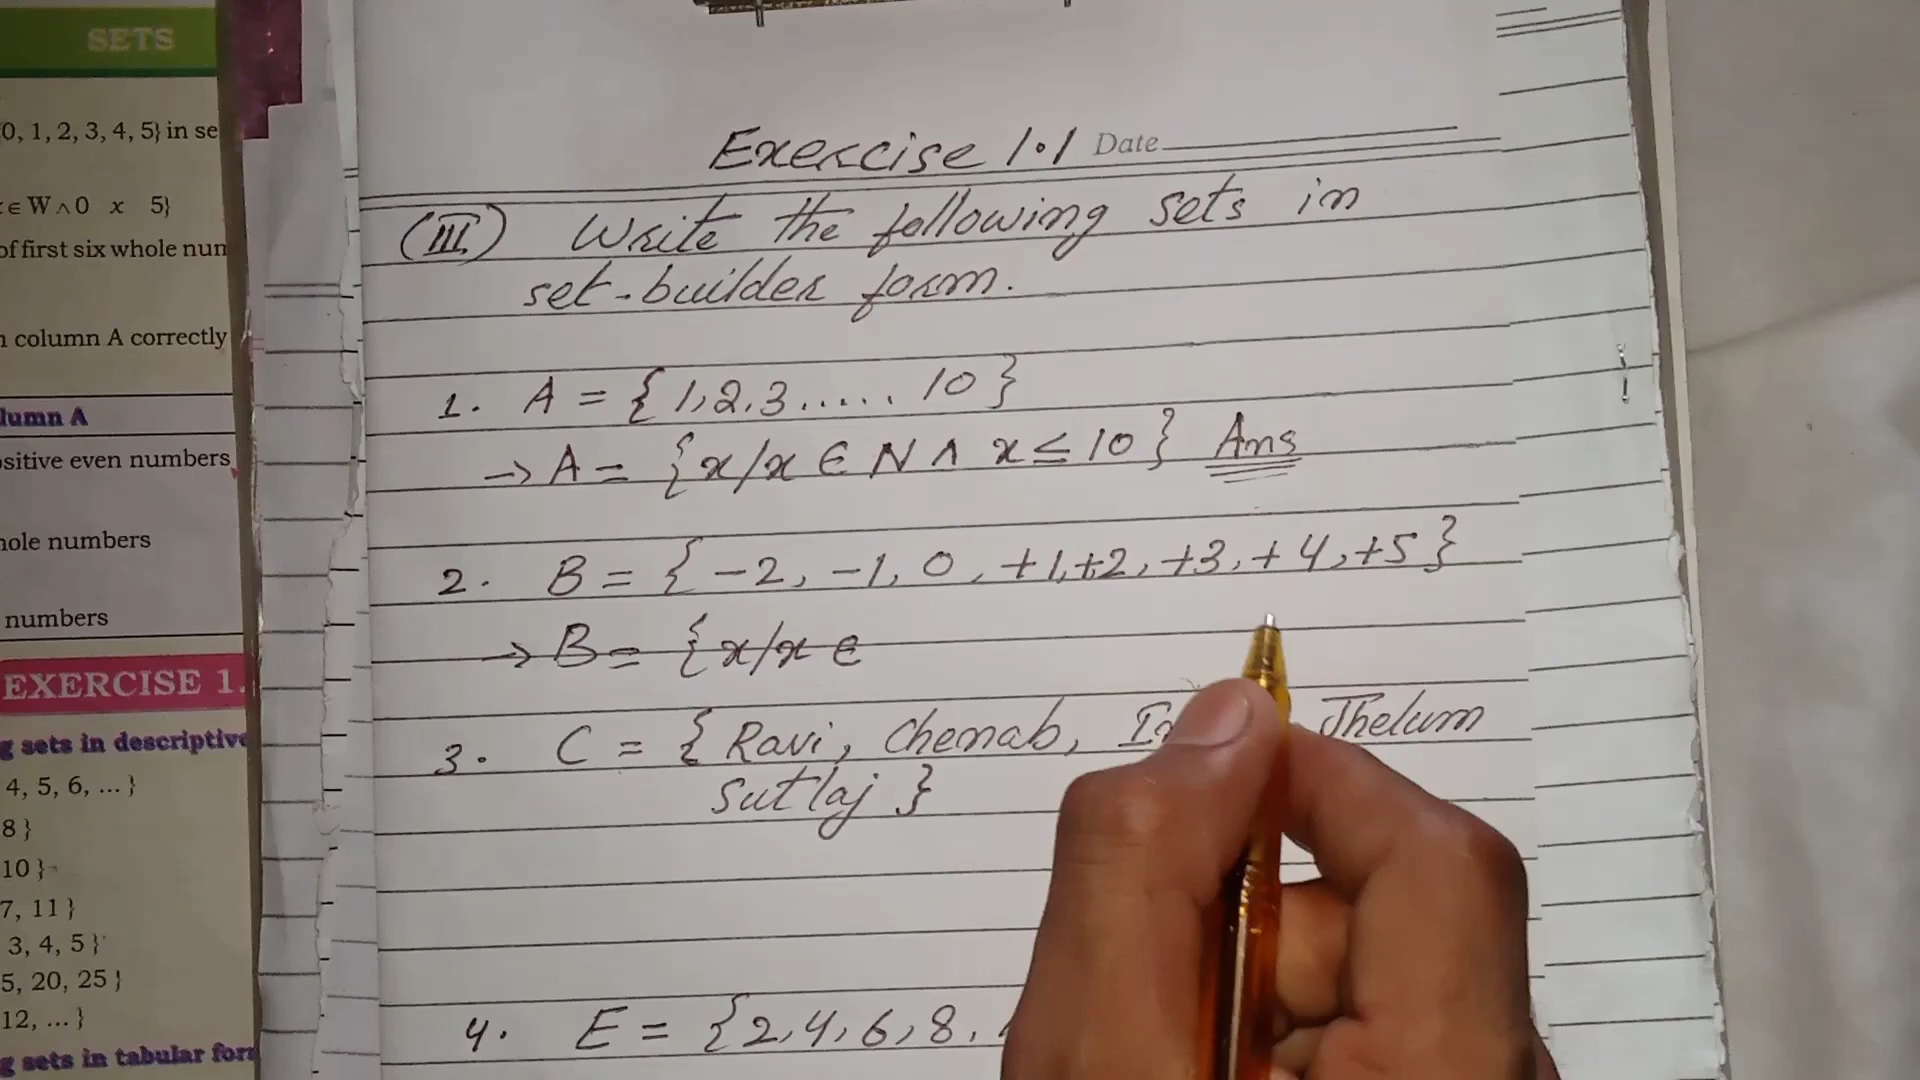 SETS
0, 1, 2, 3, 4, 5} in se
∈ W ∧ 0 x 5}
of first six whole num
column A correctly
lumn A
ositive even numbers
hole numbers
numbers
EXERCISE 1.
g sets in descriptive
4, 5, 6, ... }
8 }
10 }
7, 11 }
3, 4, 5 }
5, 20, 25 }
12, ... }
g sets in tabular for
Exercise 1.1 Date
(III) Write the following sets in
set-builder form.
1. A = { 1, 2, 3 ..... 10 }
→ A = { x/x ∈ N ∧ x ≤ 10 } Ans
2. B = { -2, -1, 0, +1, +2, +3, +4, +5 }
→ B = { x/x ∈
3. C = { Ravi, Chenab, Jhelum
Sutlaj }
4. E = { 2, 4, 6, 8,